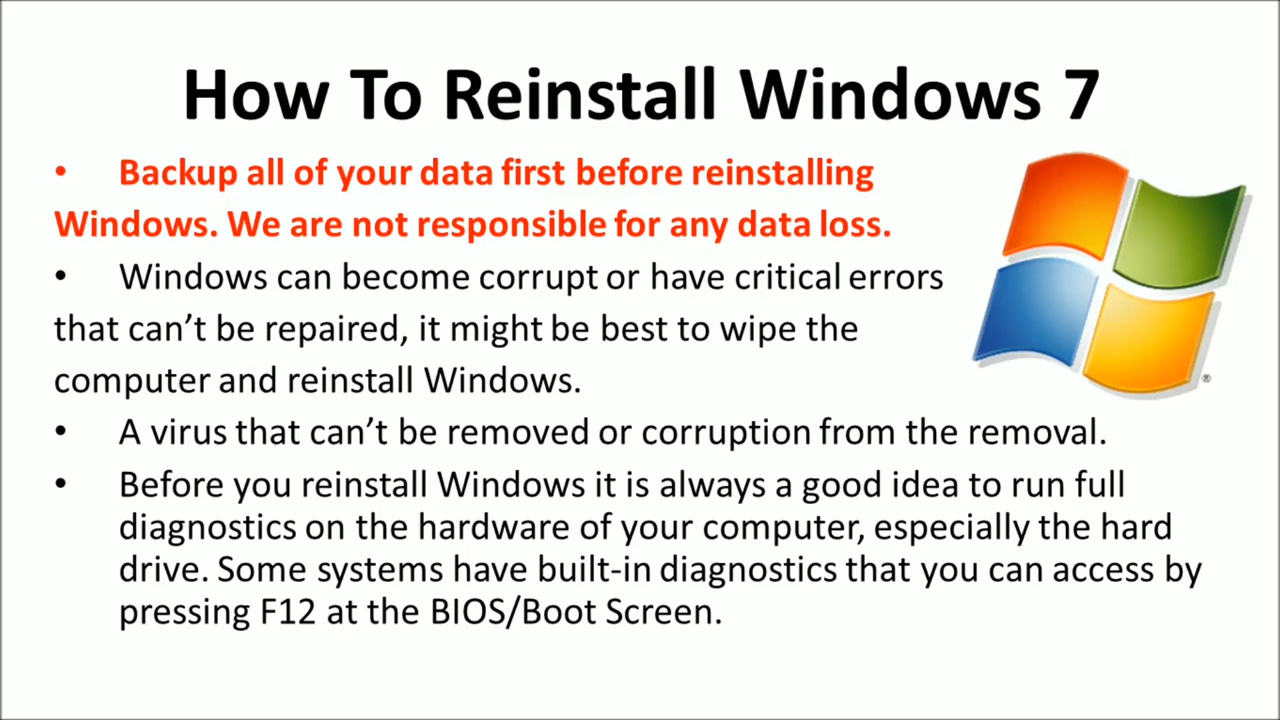 How To Reinstall Windows 7
• Backup all of your data first before reinstalling
Windows. We are not responsible for any data loss.
• Windows can become corrupt or have critical errors
that can’t be repaired, it might be best to wipe the
computer and reinstall Windows.
• A virus that can’t be removed or corruption from the removal.
• Before you reinstall Windows it is always a good idea to run full
diagnostics on the hardware of your computer, especially the hard
drive. Some systems have built-in diagnostics that you can access by
pressing F12 at the BIOS/Boot Screen.
®